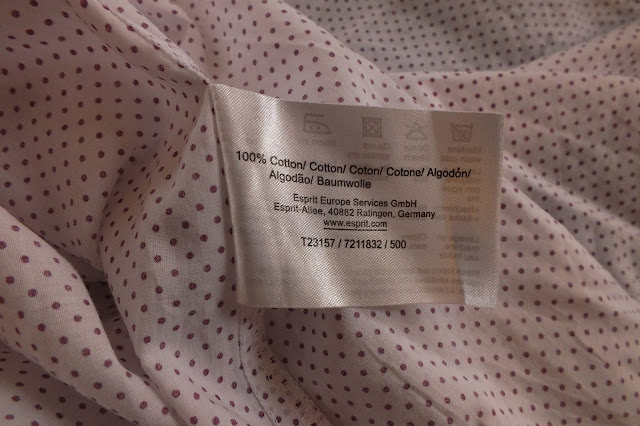 100% Cotton/ Cotton/ Coton/ Cotone/ Algodón/
Algodão/ Baumwolle
Esprit Europe Services GmbH
Esprit-Allee, 40882 Ratingen, Germany
www.esprit.com
T23157 / 7211832 / 500